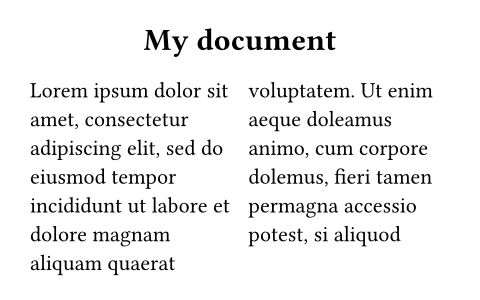 My document
Lorem ipsum dolor sit
amet, consectetur
adipiscing elit, sed do
eiusmod tempor
incididunt ut labore et
dolore magnam
aliquam quaerat
voluptatem. Ut enim
aeque doleamus
animo, cum corpore
dolemus, fieri tamen
permagna accessio
potest, si aliquod